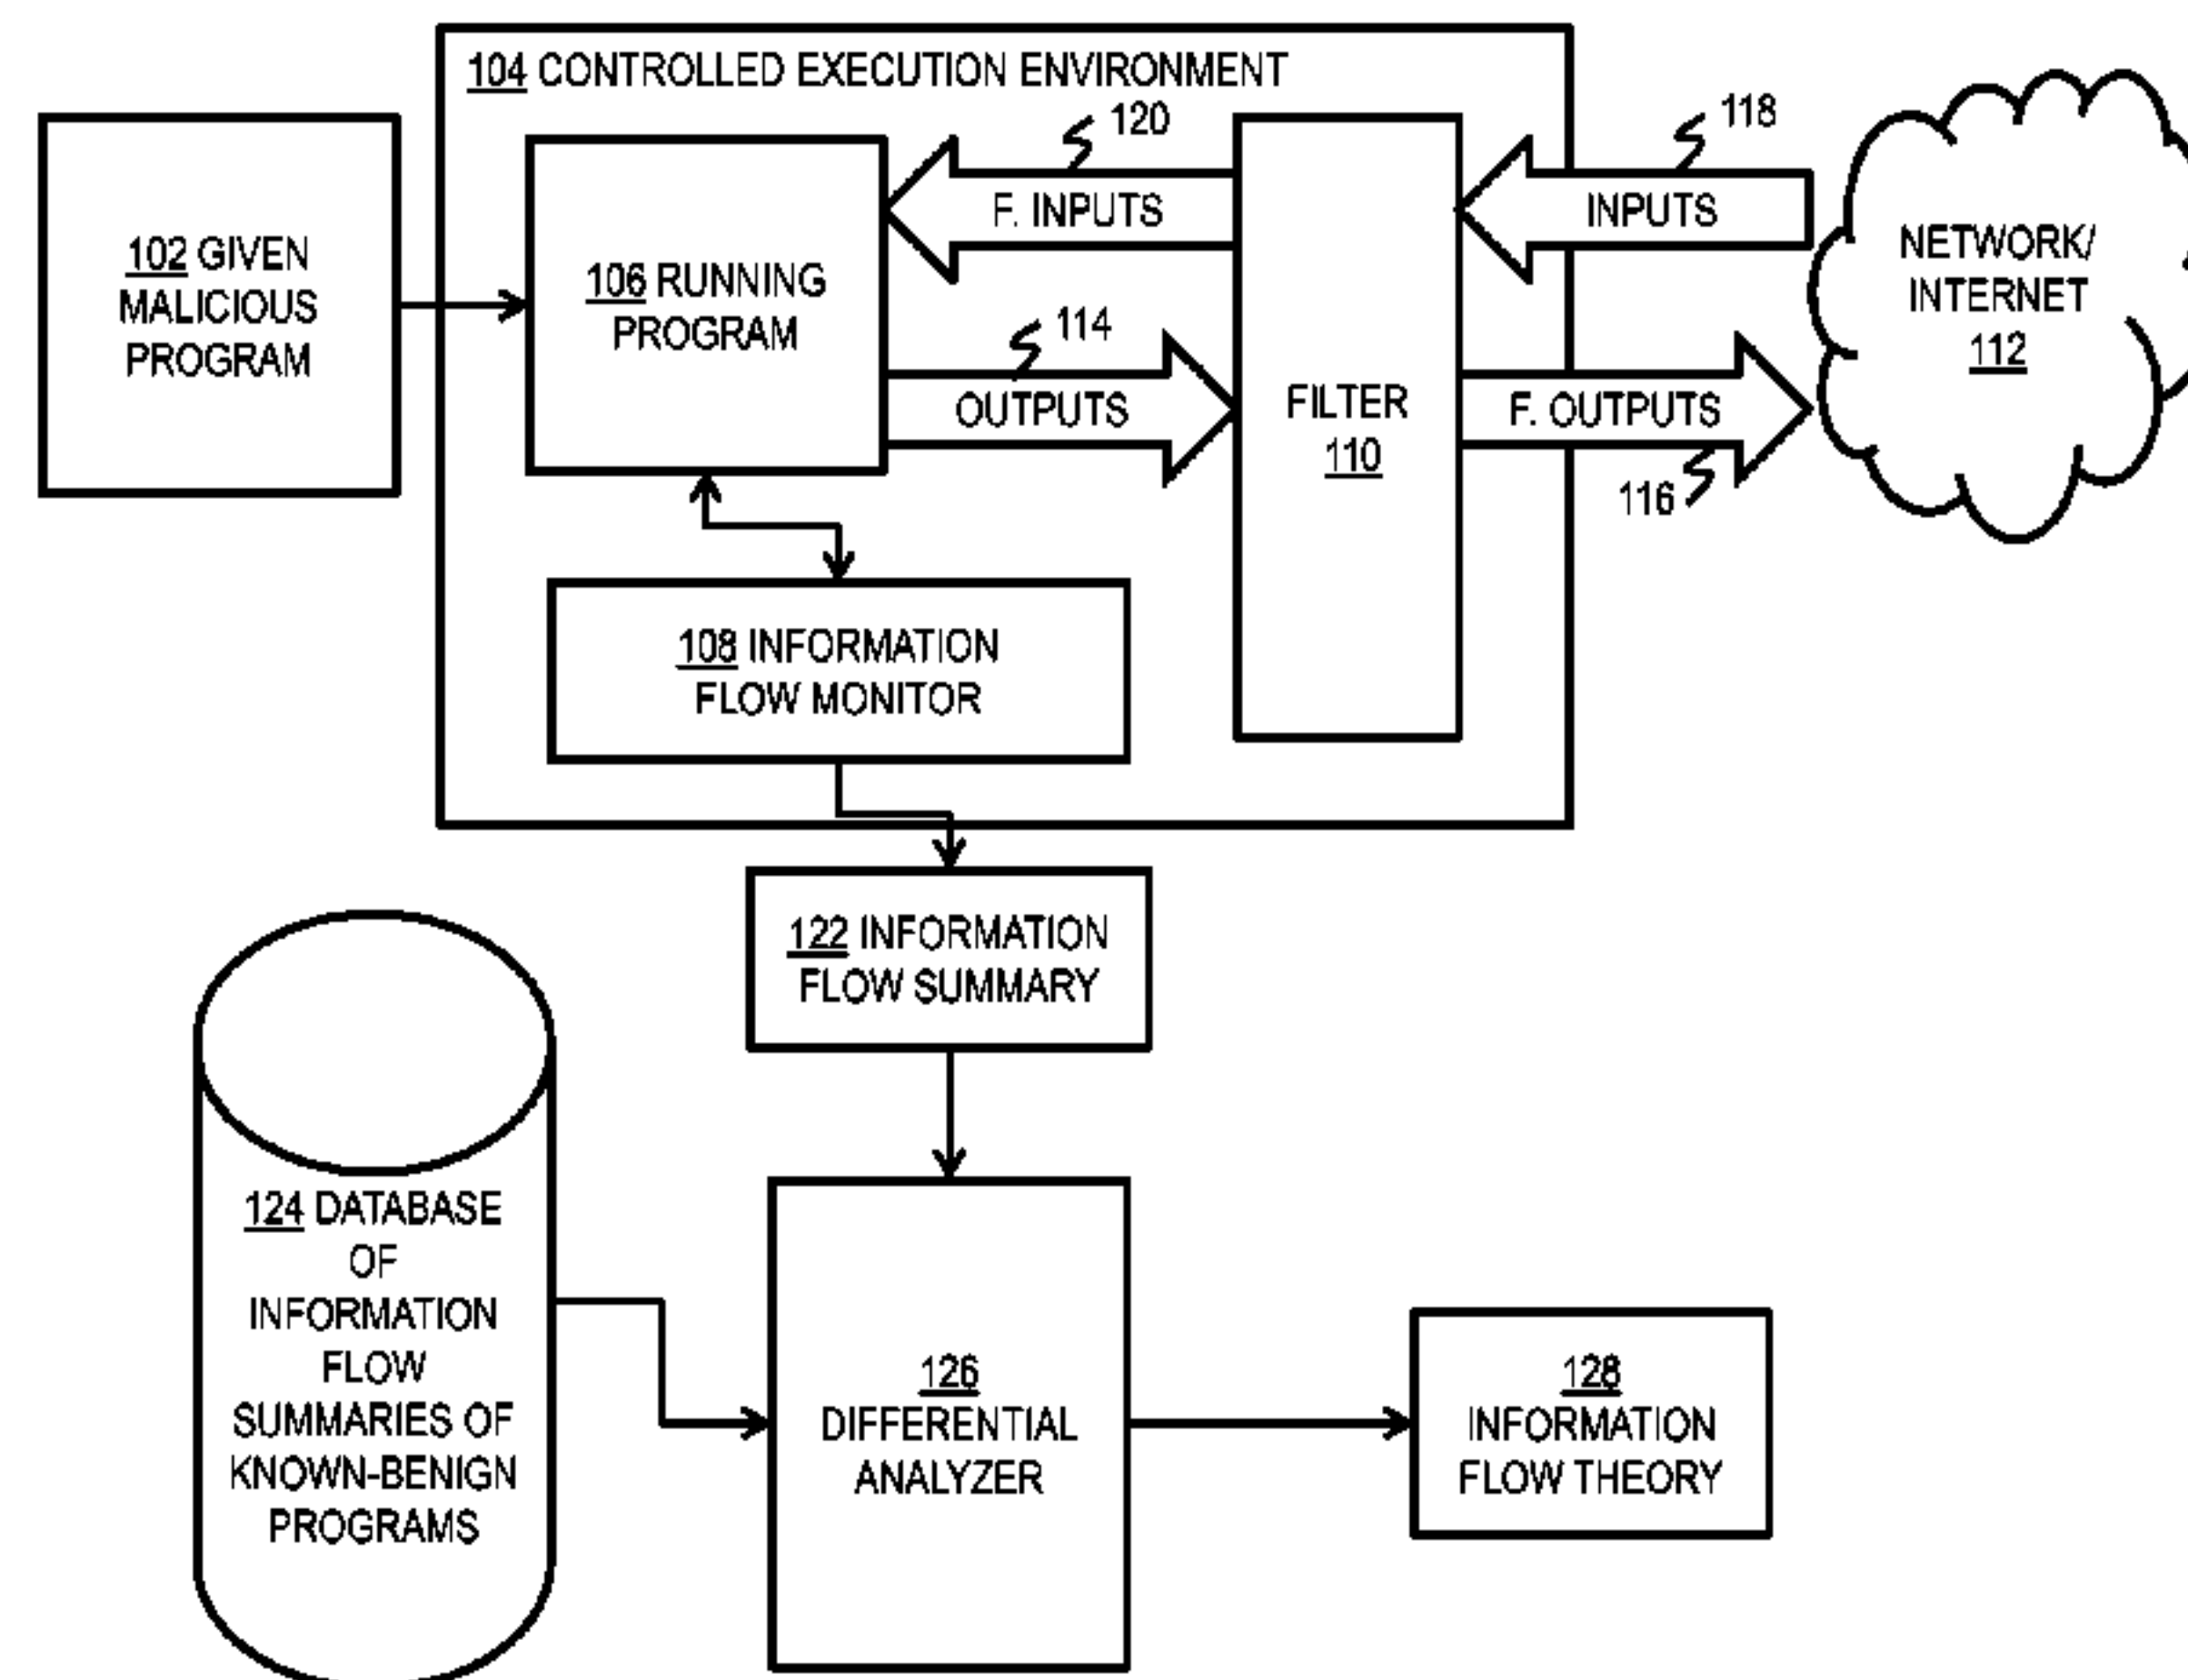 104 CONTROLLED EXECUTION ENVIRONMENT
102 GIVEN
MALICIOUS
PROGRAM
106 RUNNING
PROGRAM
120
F. INPUTS
114
OUTPUTS
FILTER
110
118
INPUTS
F. OUTPUTS
116
NETWORK/
INTERNET
112
108 INFORMATION
FLOW MONITOR
122 INFORMATION
FLOW SUMMARY
124 DATABASE
OF
INFORMATION
FLOW
SUMMARIES OF
KNOWN-BENIGN
PROGRAMS
126
DIFFERENTIAL
ANALYZER
128
INFORMATION
FLOW THEORY